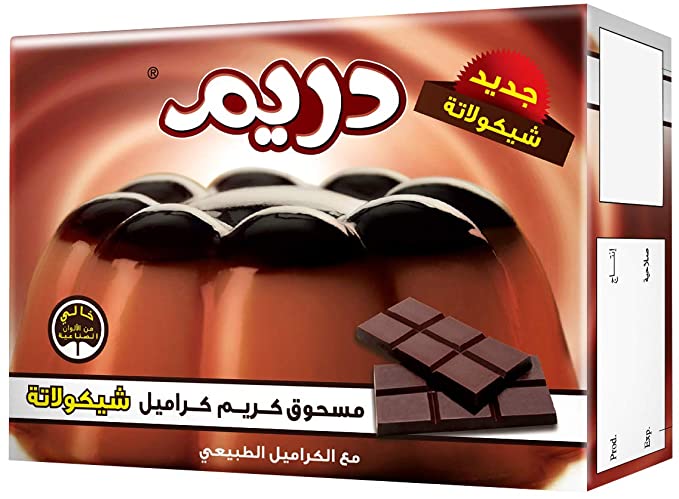 دريم
®
جديد
شيكولاتة
خالي
من الألوان
الصناعية
مسحوق كريم كراميل شيكولاتة
مع الكراميل الطبيعي
إنتاج
صلاحية
Prod.
Exp.